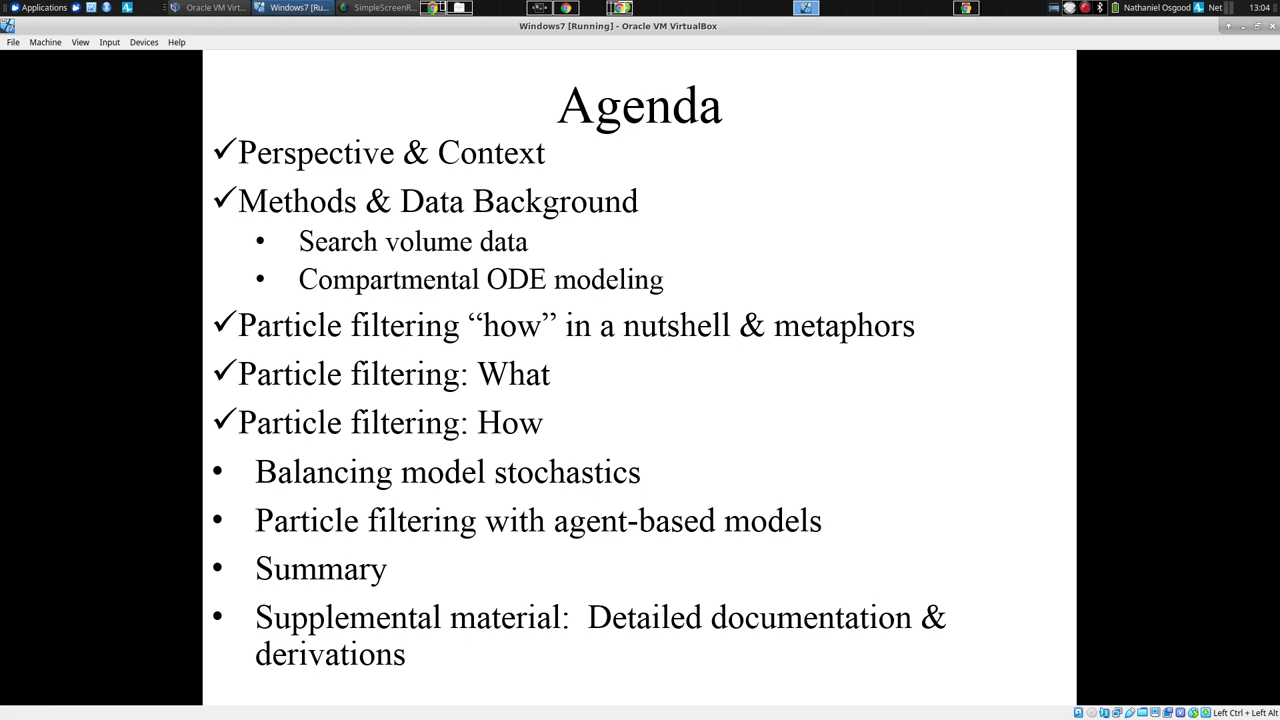 Applications
Oracle VM Virt...
Windows7 [Ru...
SimpleScreenR...
Nathaniel Osgood
Net
13:04
Windows7 [Running] - Oracle VM VirtualBox
File Machine View Input Devices Help
Agenda
✓Perspective & Context
✓Methods & Data Background
• Search volume data
• Compartmental ODE modeling
✓Particle filtering “how” in a nutshell & metaphors
✓Particle filtering: What
✓Particle filtering: How
• Balancing model stochastics
• Particle filtering with agent-based models
• Summary
• Supplemental material: Detailed documentation &
derivations
Left Ctrl + Left Alt